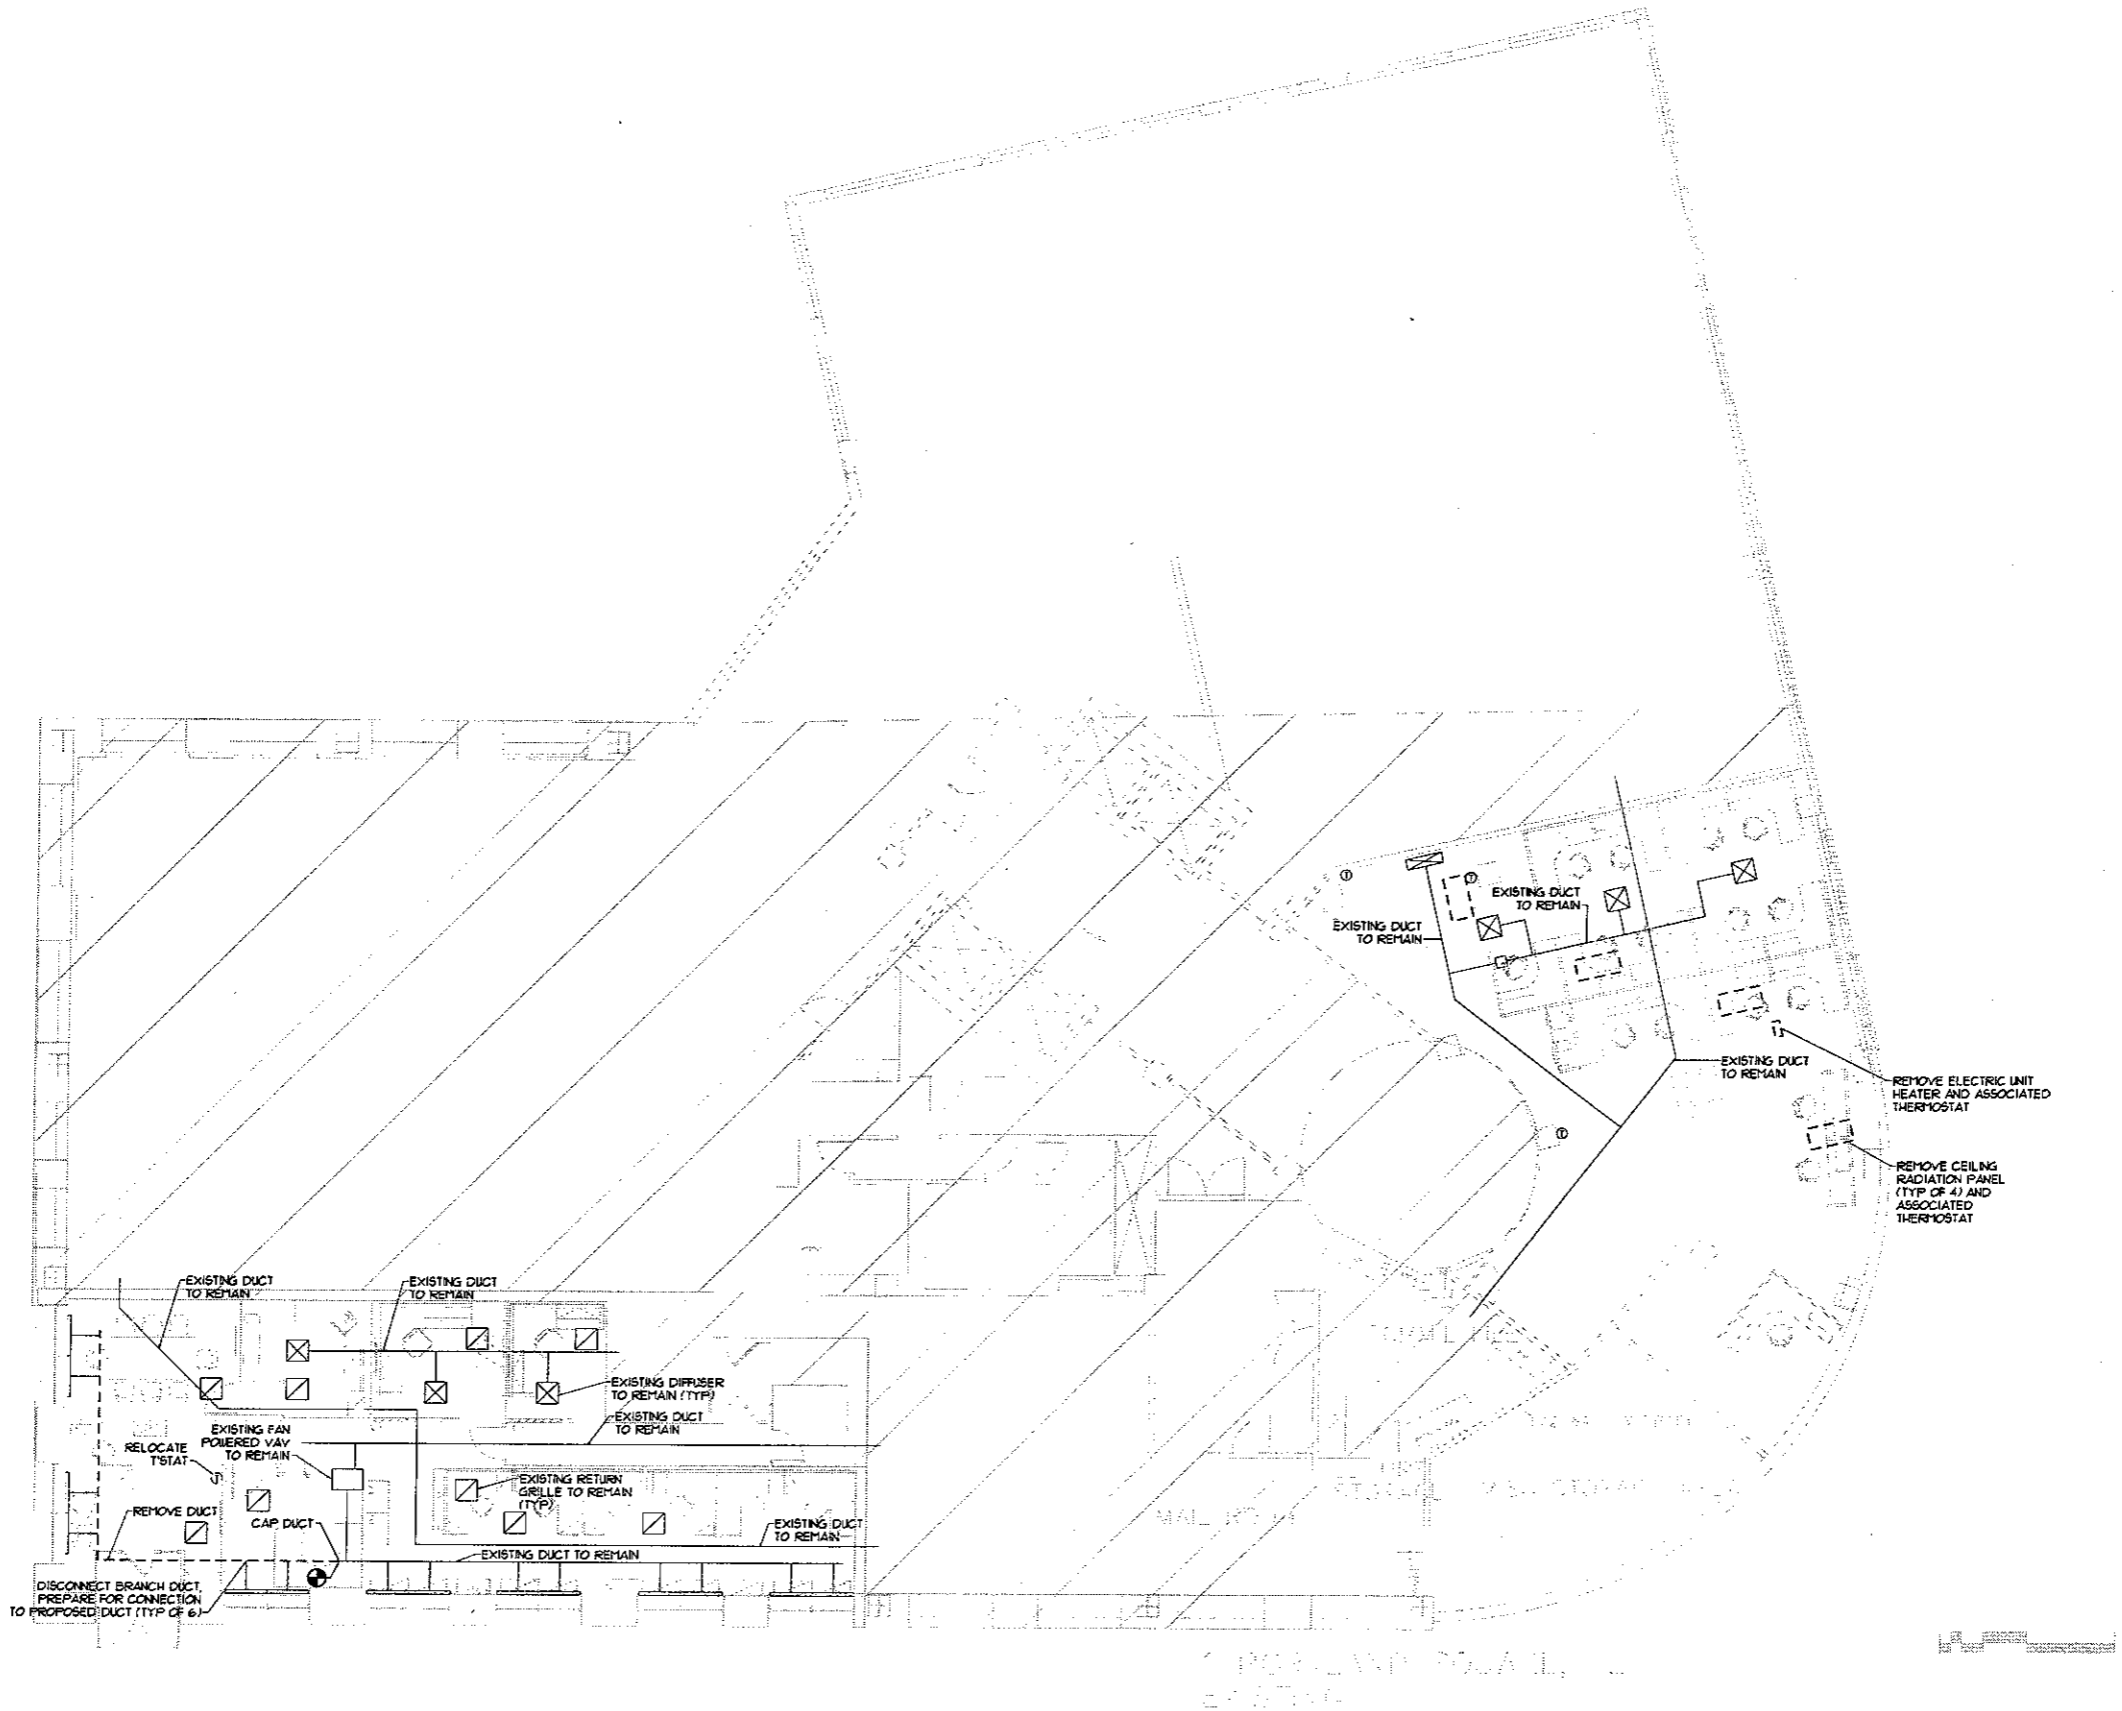 EXISTING DUCT
TO REMAIN
EXISTING DUCT
TO REMAIN
EXISTING DUCT
TO REMAIN
REMOVE ELECTRIC UNIT
HEATER AND ASSOCIATED
THERMOSTAT
REMOVE CEILING
RADIATION PANEL
(TYP OF 4) AND
ASSOCIATED
THERMOSTAT
EXISTING DUCT
TO REMAIN
EXISTING DUCT
TO REMAIN
EXISTING DIFFUSER
TO REMAIN (TYP)
EXISTING DUCT
TO REMAIN
EXISTING FAN
POWERED VAV
TO REMAIN
RELOCATE
T'STAT
EXISTING RETURN
GRILLE TO REMAIN
(TYP)
REMOVE DUCT
CAP DUCT
EXISTING DUCT
TO REMAIN
EXISTING DUCT TO REMAIN
DISCONNECT BRANCH DUCT,
PREPARE FOR CONNECTION
TO PROPOSED DUCT (TYP OF 6)
T
T
T
MAIL